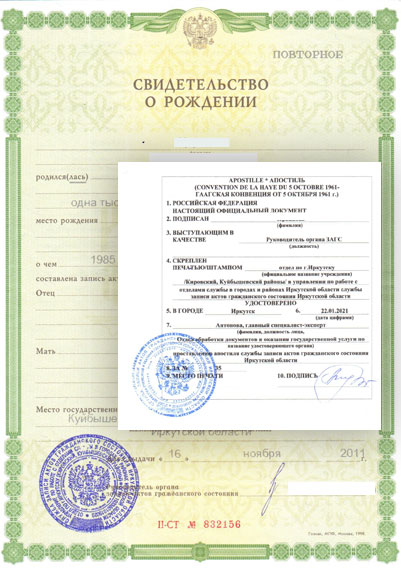 ПОВТОРНОЕ
СВИДЕТЕЛЬСТВО
О РОЖДЕНИИ
родился(лась)
одна тыс
место рождения
1985
о чем
составлена запись ак
Отец
Мать
Место государственно
Куйбыше
Иркутской области
выдачи « 16 ноября 2011
органа
актов гражданского состояния
II-СТ № 832156
APOSTILLE * АПОСТИЛЬ
(CONVENTION DE LA HAYE DU 5 OCTOBRE 1961-
ГААГСКАЯ КОНВЕНЦИЯ ОТ 5 ОКТЯБРЯ 1961 г.)
1. РОССИЙСКАЯ ФЕДЕРАЦИЯ
НАСТОЯЩИЙ ОФИЦИАЛЬНЫЙ ДОКУМЕНТ
2. ПОДПИСАН
(фамилия)
3. ВЫСТУПАЮЩИМ В
КАЧЕСТВЕ Руководитель органа ЗАГС
(должность)
4. СКРЕПЛЕН
ПЕЧАТЬЮ/ШТАМПОМ отдел по г.Иркутску
(официальное название учреждения)
/Кировский, Куйбышевский районы/ и управления по работе с
отделами службы в городах и районах Иркутской области службы
записи актов гражданского состояния Иркутской области
УДОСТОВЕРЕНО
5. В ГОРОДЕ Иркутск 6. 22.01.2021
(дата цифрами)
7. Антонова, главный специалист-эксперт
(фамилия, должность лица,
Отдел обработки документов и оказания государственной услуги по
название удостоверяющего органа)
проставлению апостиля службы записи актов гражданского состояния
Иркутской области
8. ЗА № 35
9. МЕСТО ПЕЧАТИ 10. ПОДПИСЬ